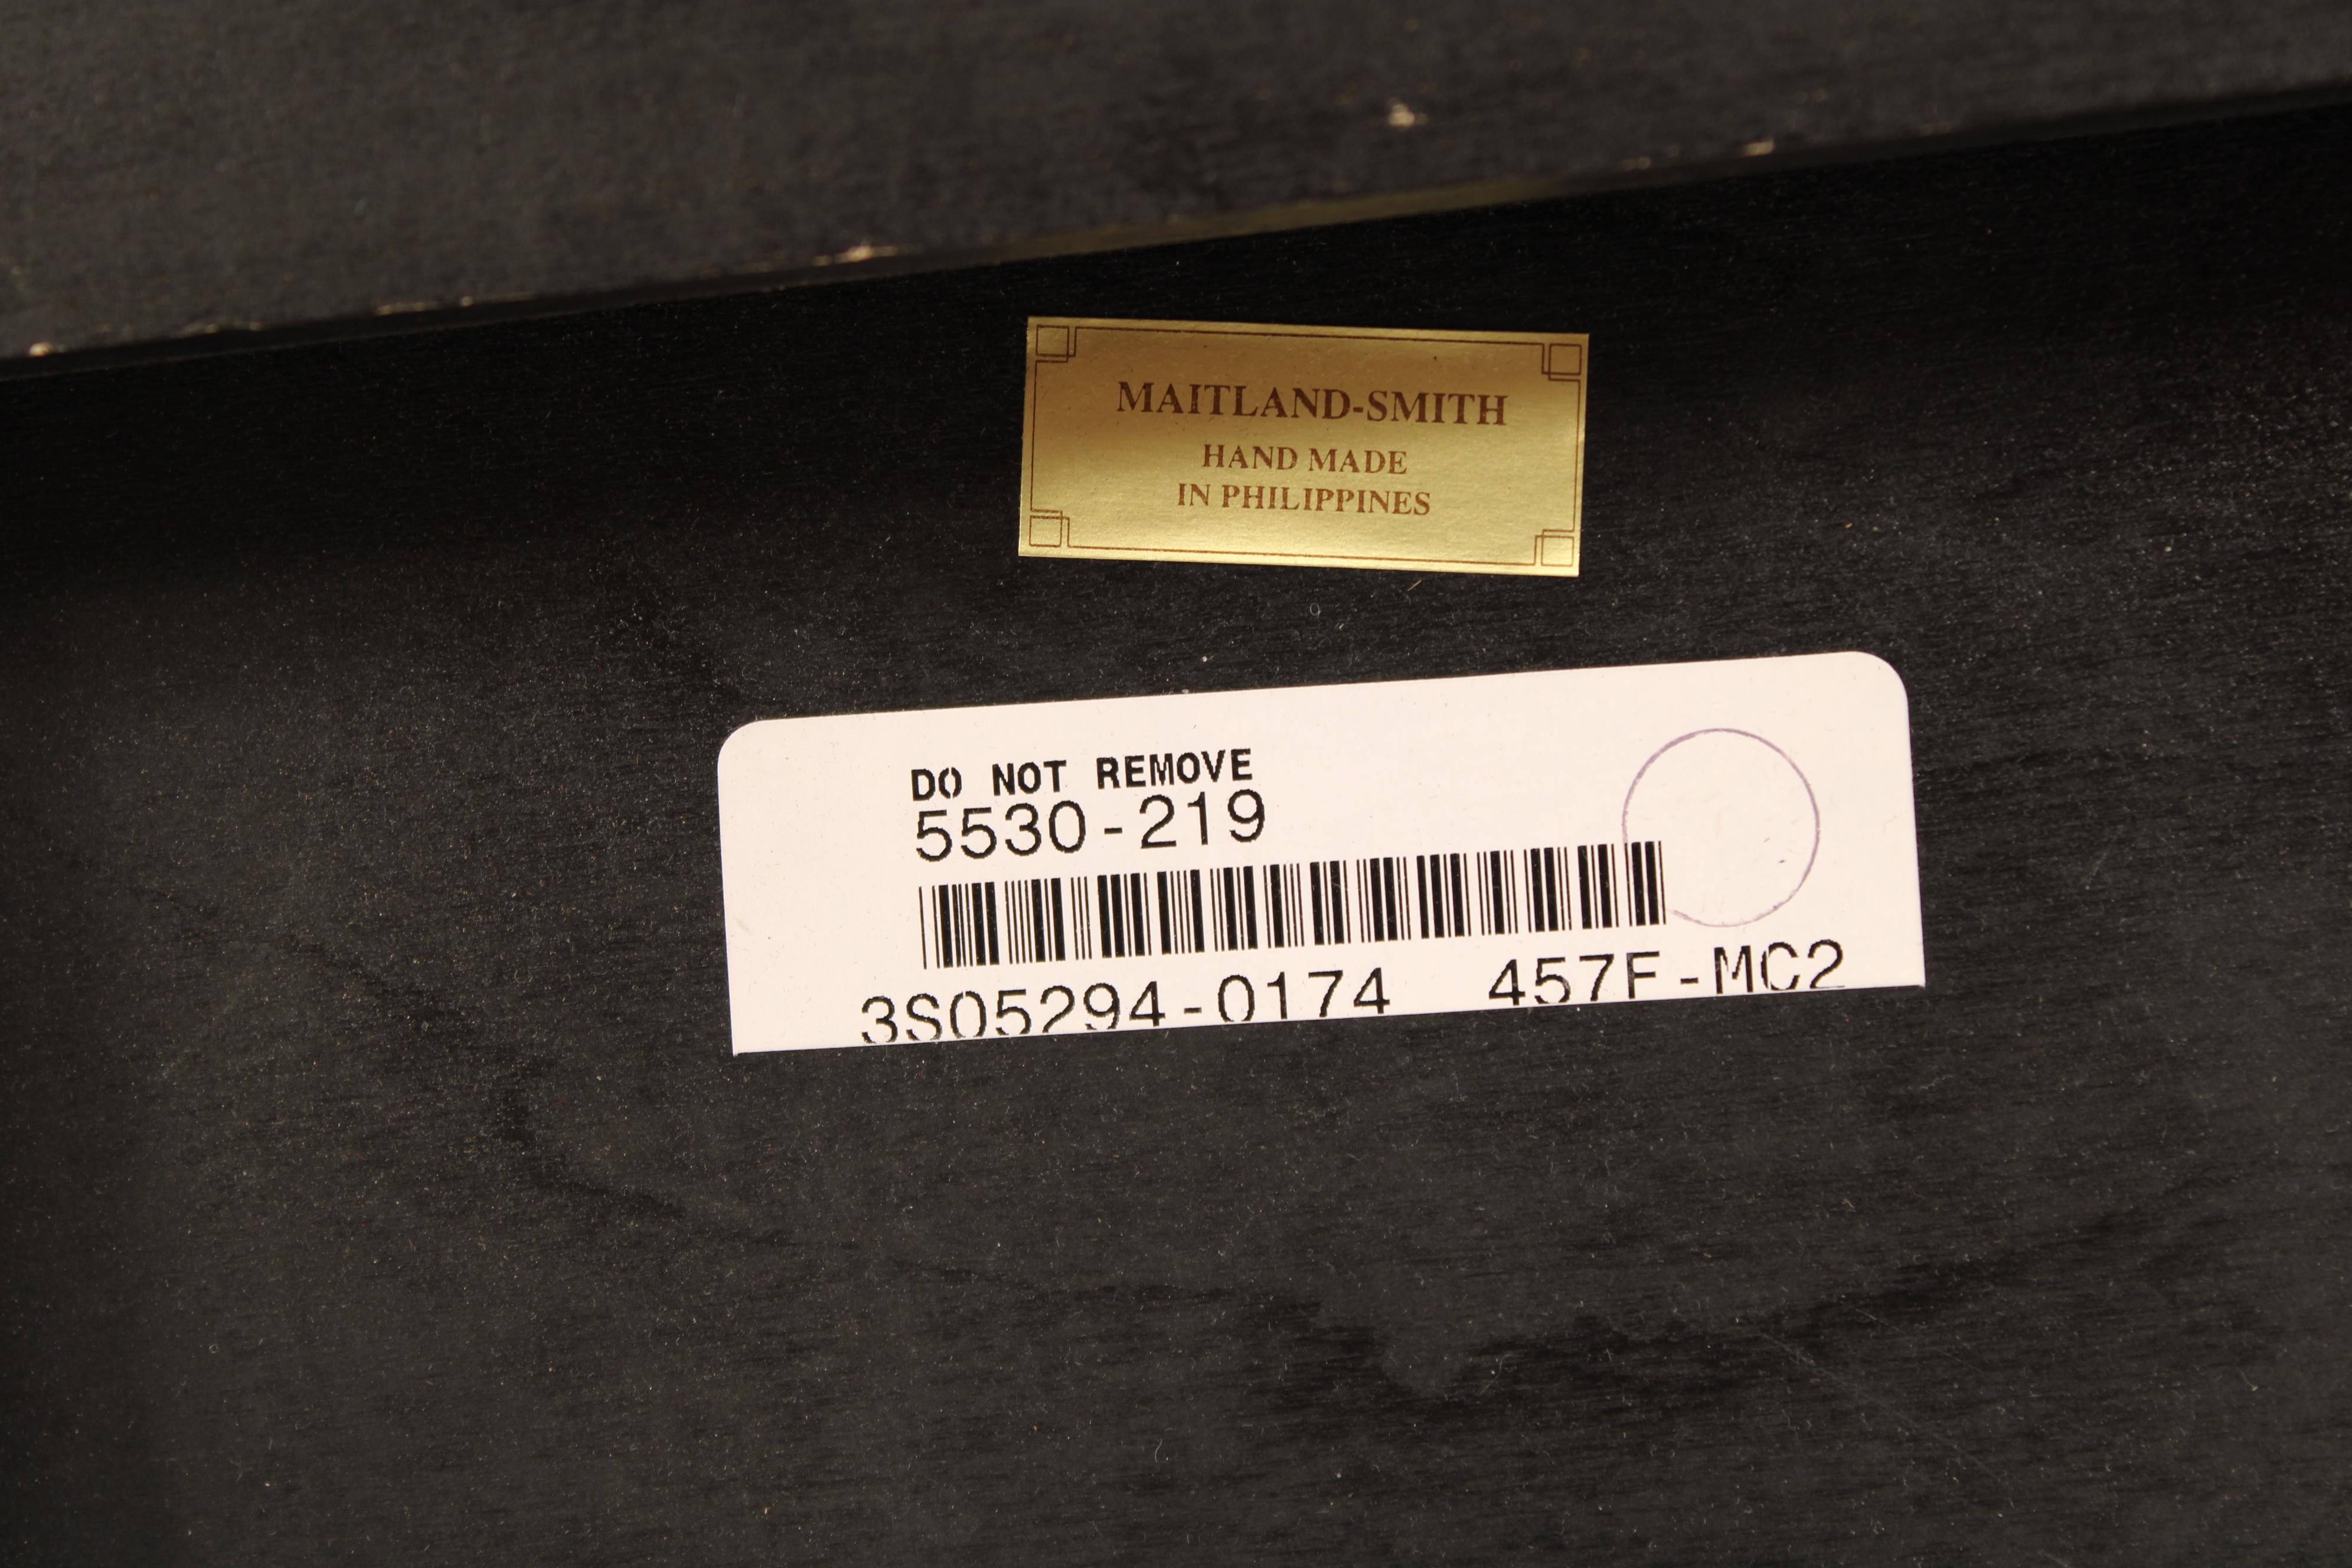 MAITLAND-SMITH
HAND MADE
IN PHILIPPINES
DO NOT REMOVE
5530-219
3S05294-0174 457F-MC2